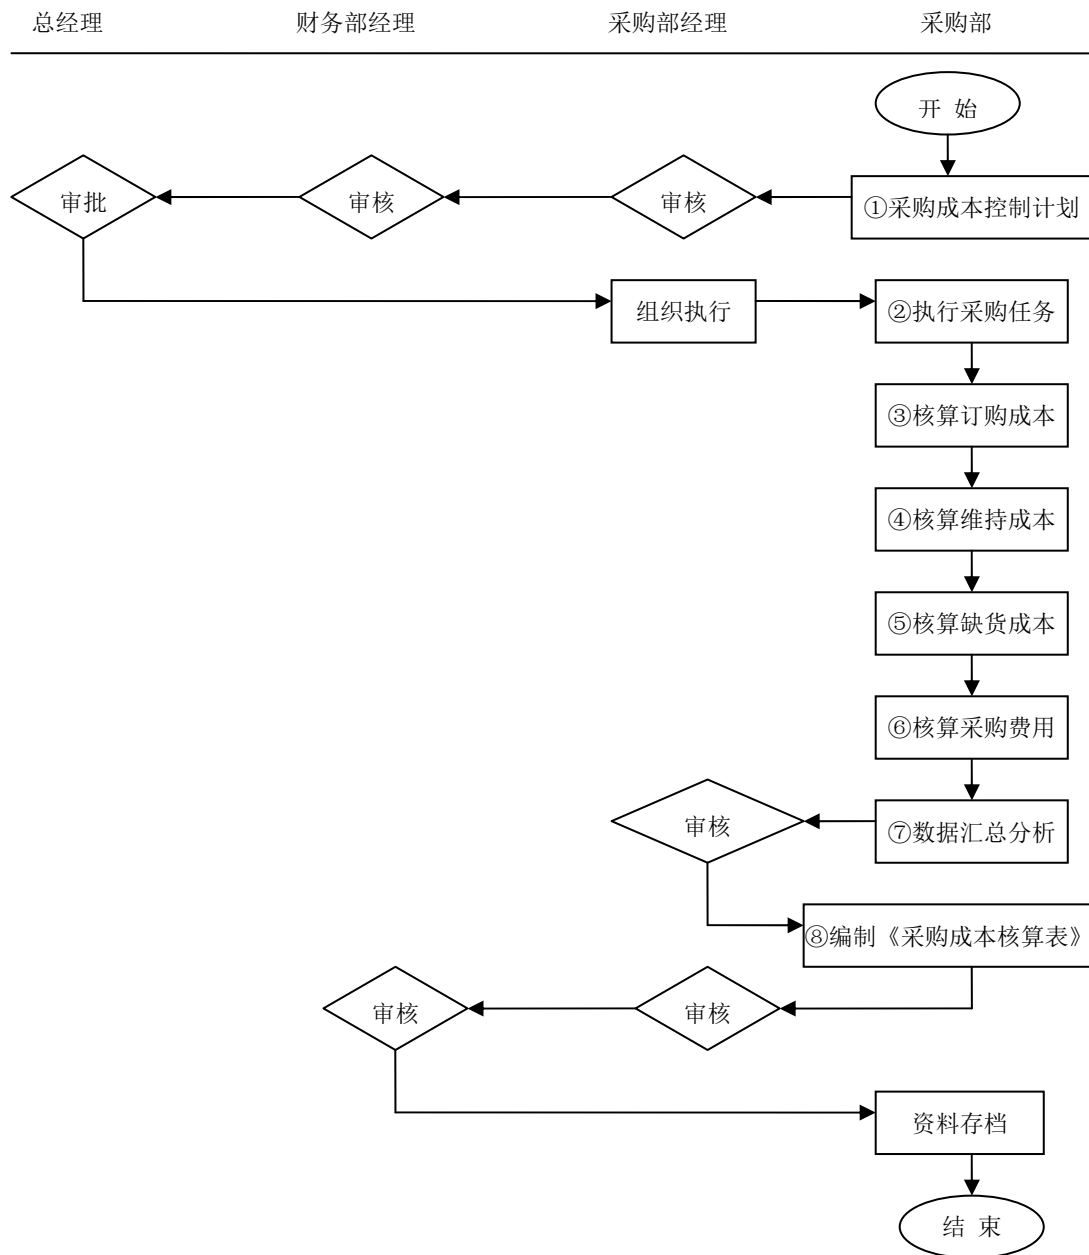 总经理 财务部经理 采购部经理 采购部
开 始
审批 审核 审核 ①采购成本控制计划
组织执行 ②执行采购任务
③核算订购成本
④核算维持成本
⑤核算缺货成本
⑥核算采购费用
审核 ⑦数据汇总分析
⑧编制《采购成本核算表》
审核 审核
资料存档
结 束